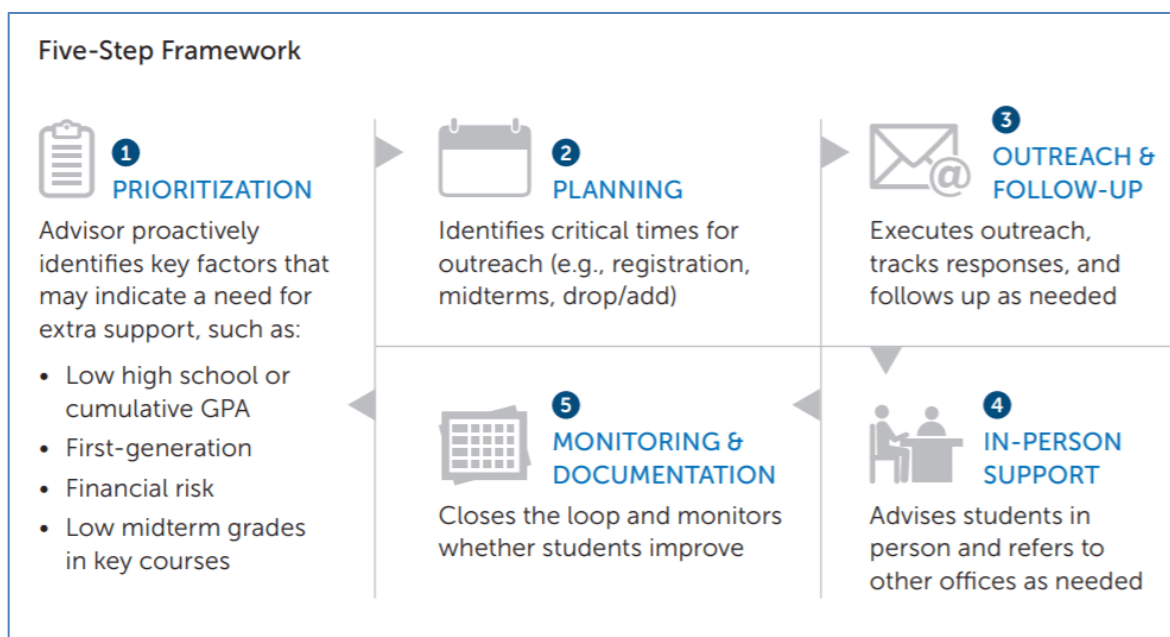 Five-Step Framework
1
PRIORITIZATION
Advisor proactively
identifies key factors that
may indicate a need for
extra support, such as:
• Low high school or
cumulative GPA
• First-generation
• Financial risk
• Low midterm grades
in key courses
2
PLANNING
Identifies critical times for
outreach (e.g., registration,
midterms, drop/add)
3
OUTREACH &
FOLLOW-UP
Executes outreach,
tracks responses, and
follows up as needed
4
IN-PERSON
SUPPORT
Advises students in
person and refers to
other offices as needed
5
MONITORING &
DOCUMENTATION
Closes the loop and monitors
whether students improve